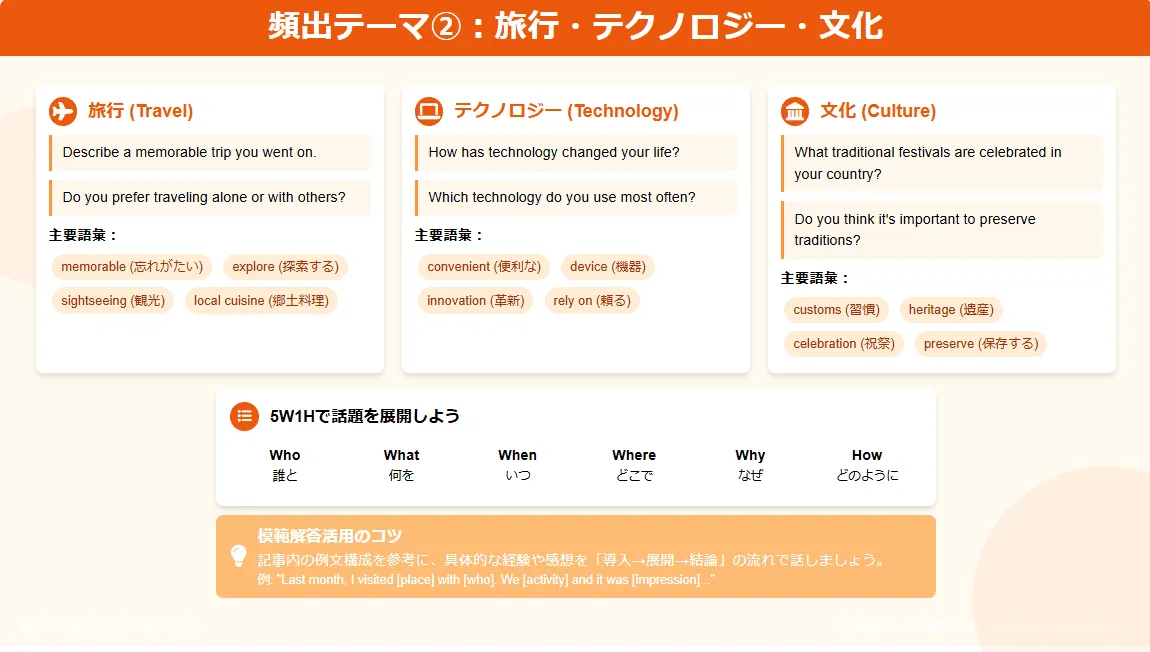 頻出テーマ②：旅行・テクノロジー・文化
旅行 (Travel)
Describe a memorable trip you went on.
Do you prefer traveling alone or with others?
主要語彙：
memorable (忘れがたい)
explore (探索する)
sightseeing (観光)
local cuisine (郷土料理)
テクノロジー (Technology)
How has technology changed your life?
Which technology do you use most often?
主要語彙：
convenient (便利な)
device (機器)
innovation (革新)
rely on (頼る)
文化 (Culture)
What traditional festivals are celebrated in
your country?
Do you think it's important to preserve
traditions?
主要語彙：
customs (習慣)
heritage (遺産)
celebration (祝祭)
preserve (保存する)
5W1Hで話題を展開しよう
Who
誰と
What
何を
When
いつ
Where
どこで
Why
なぜ
How
どのように
模範解答活用のコツ
記事内の例文構成を参考に、具体的な経験や感想を「導入→展開→結論」の流れで話しましょう。
例: "Last month, I visited [place] with [who]. We [activity] and it was [impression]..."